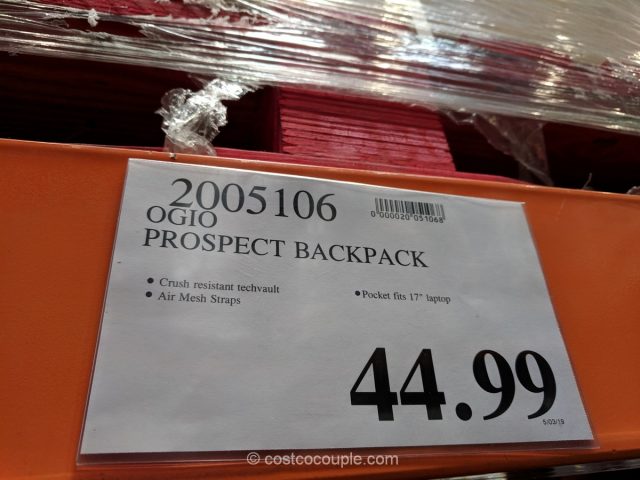 2005106
0 000020 051068
OGIO
PROSPECT BACKPACK
• Crush resistant techvault
• Air Mesh Straps
• Pocket fits 17" laptop
44.99
5/03/19
© costcocouple.com